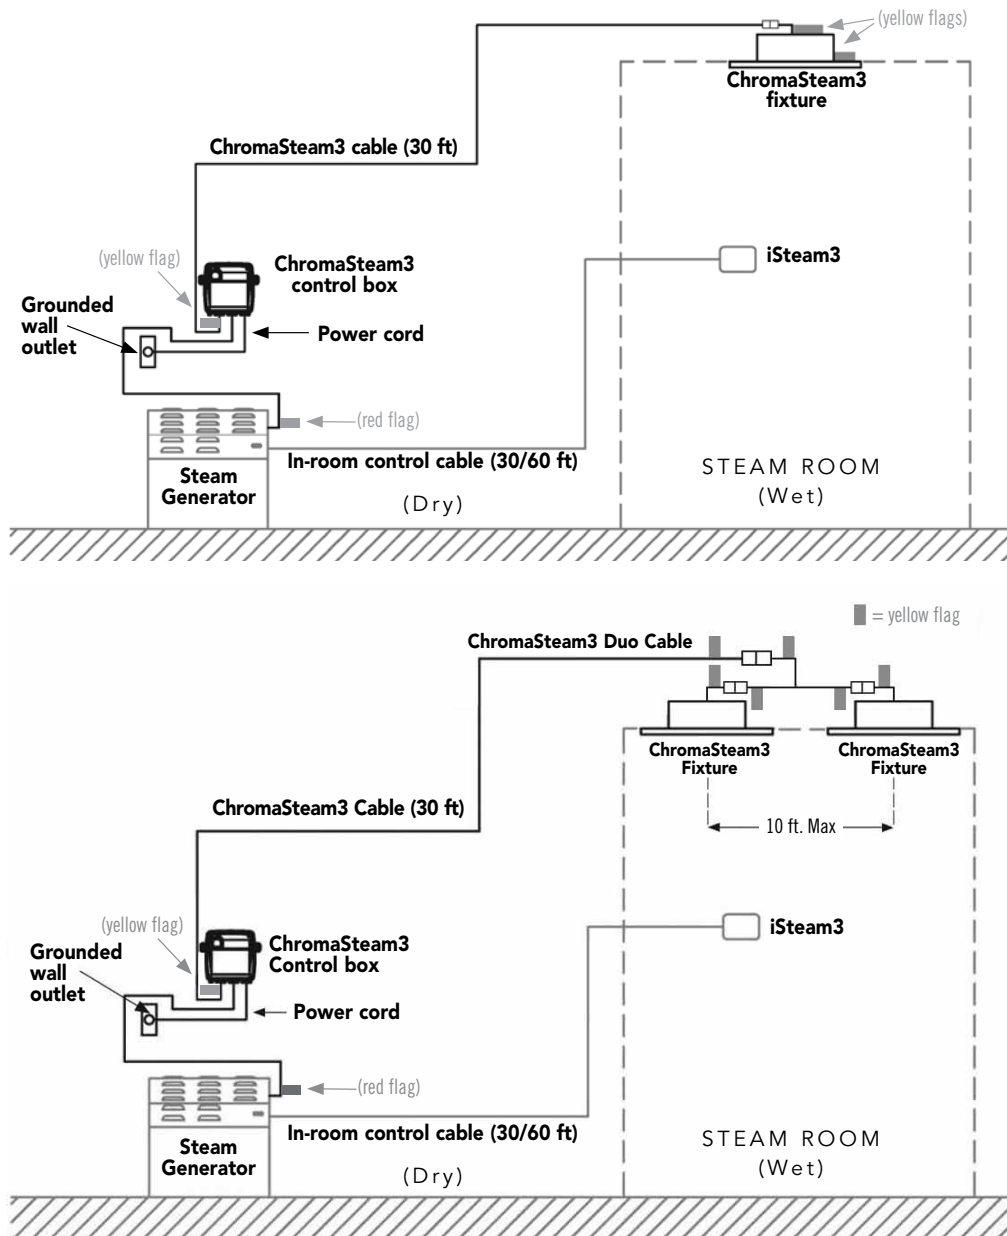 (yellow flags)
ChromaSteam3
fixture
ChromaSteam3 cable (30 ft)
(yellow flag)
ChromaSteam3
control box
iSteam3
Grounded
wall
outlet
Power cord
(red flag)
In-room control cable (30/60 ft)
Steam
Generator
(Dry)
STEAM ROOM
(Wet)
= yellow flag
ChromaSteam3 Duo Cable
ChromaSteam3
Fixture
ChromaSteam3
Fixture
ChromaSteam3 Cable (30 ft)
10 ft. Max
(yellow flag)
ChromaSteam3
Control box
iSteam3
Grounded
wall
outlet
Power cord
(red flag)
In-room control cable (30/60 ft)
Steam
Generator
(Dry)
STEAM ROOM
(Wet)